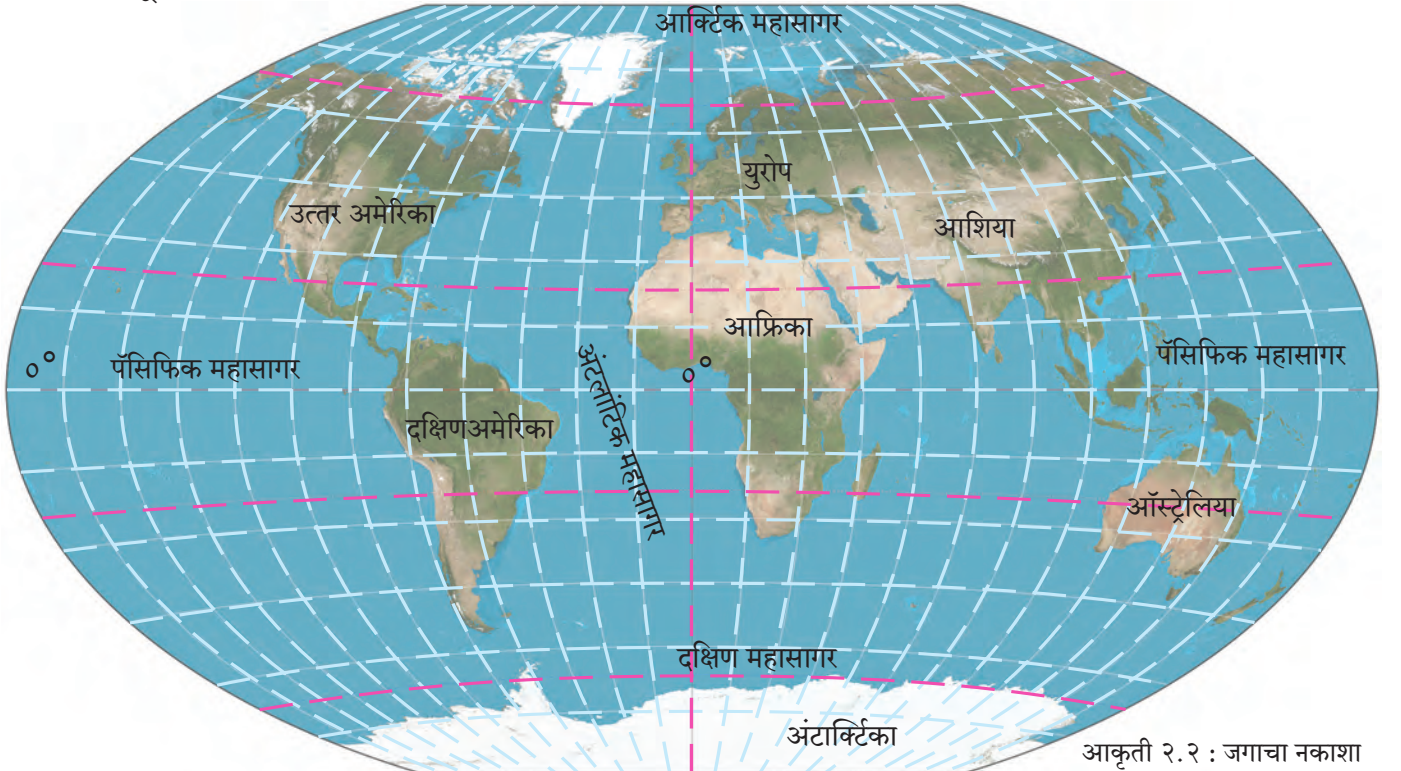 आर्क्टिक महासागर
युरोप
उत्तर अमेरिका
आशिया
आफ्रिका
०°
पॅसिफिक महासागर
०°
पॅसिफिक महासागर
अंटलांटिक महासागर
दक्षिणअमेरिका
ऑस्ट्रेलिया
दक्षिण महासागर
अंटार्क्टिका
आकृती २.२ : जगाचा नकाशा